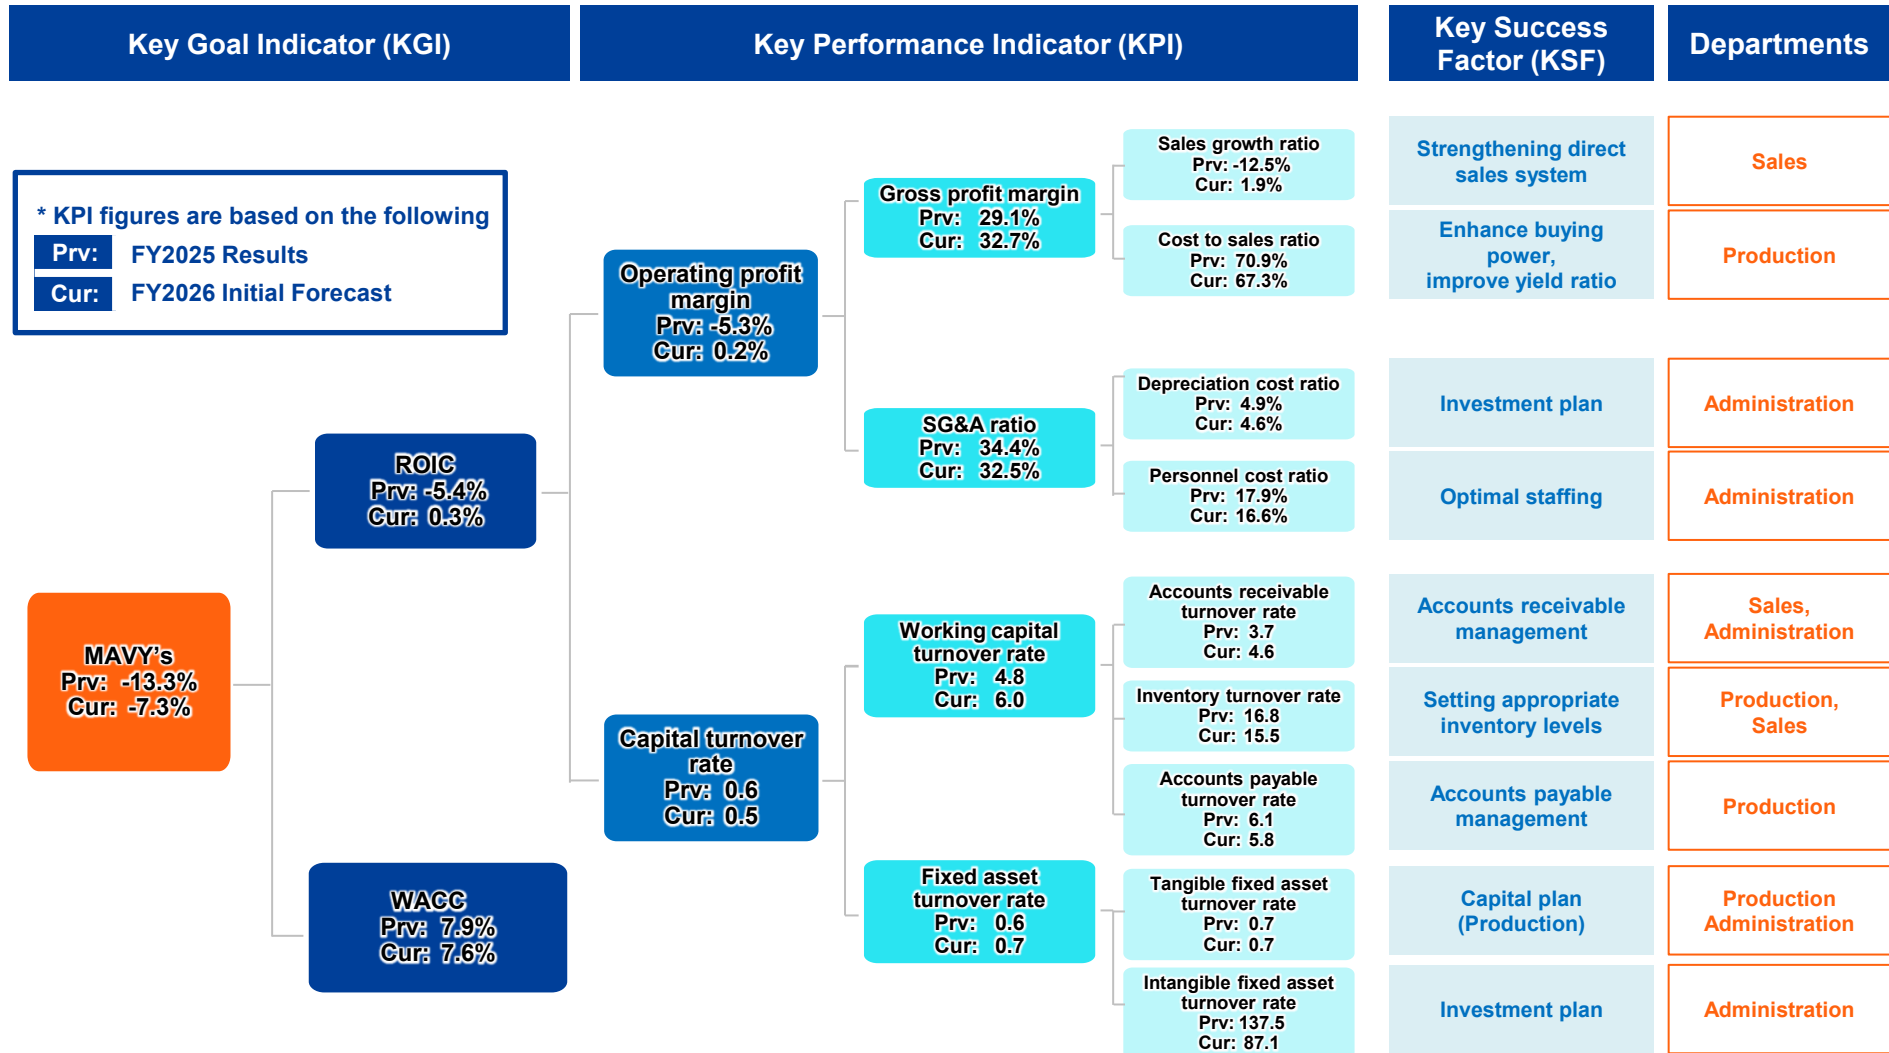 Key Goal Indicator (KGI)
Key Performance Indicator (KPI)
Key Success
Factor (KSF)
Departments
* KPI figures are based on the following
Prv: FY2025 Results
Cur: FY2026 Initial Forecast
MAVY’s
Prv: -13.3%
Cur: -7.3%
ROIC
Prv: -5.4%
Cur: 0.3%
WACC
Prv: 7.9%
Cur: 7.6%
Operating profit
margin
Prv: -5.3%
Cur: 0.2%
Capital turnover
rate
Prv: 0.6
Cur: 0.5
Gross profit margin
Prv: 29.1%
Cur: 32.7%
SG&A ratio
Prv: 34.4%
Cur: 32.5%
Working capital
turnover rate
Prv: 4.8
Cur: 6.0
Fixed asset
turnover rate
Prv: 0.6
Cur: 0.7
Sales growth ratio
Prv: -12.5%
Cur: 1.9%
Strengthening direct
sales system
Sales
Cost to sales ratio
Prv: 70.9%
Cur: 67.3%
Enhance buying
power,
improve yield ratio
Production
Depreciation cost ratio
Prv: 4.9%
Cur: 4.6%
Investment plan
Administration
Personnel cost ratio
Prv: 17.9%
Cur: 16.6%
Optimal staffing
Administration
Accounts receivable
turnover rate
Prv: 3.7
Cur: 4.6
Accounts receivable
management
Sales,
Administration
Inventory turnover rate
Prv: 16.8
Cur: 15.5
Setting appropriate
inventory levels
Production,
Sales
Accounts payable
turnover rate
Prv: 6.1
Cur: 5.8
Accounts payable
management
Production
Tangible fixed asset
turnover rate
Prv: 0.7
Cur: 0.7
Capital plan
(Production)
Production
Administration
Intangible fixed asset
turnover rate
Prv: 137.5
Cur: 87.1
Investment plan
Administration